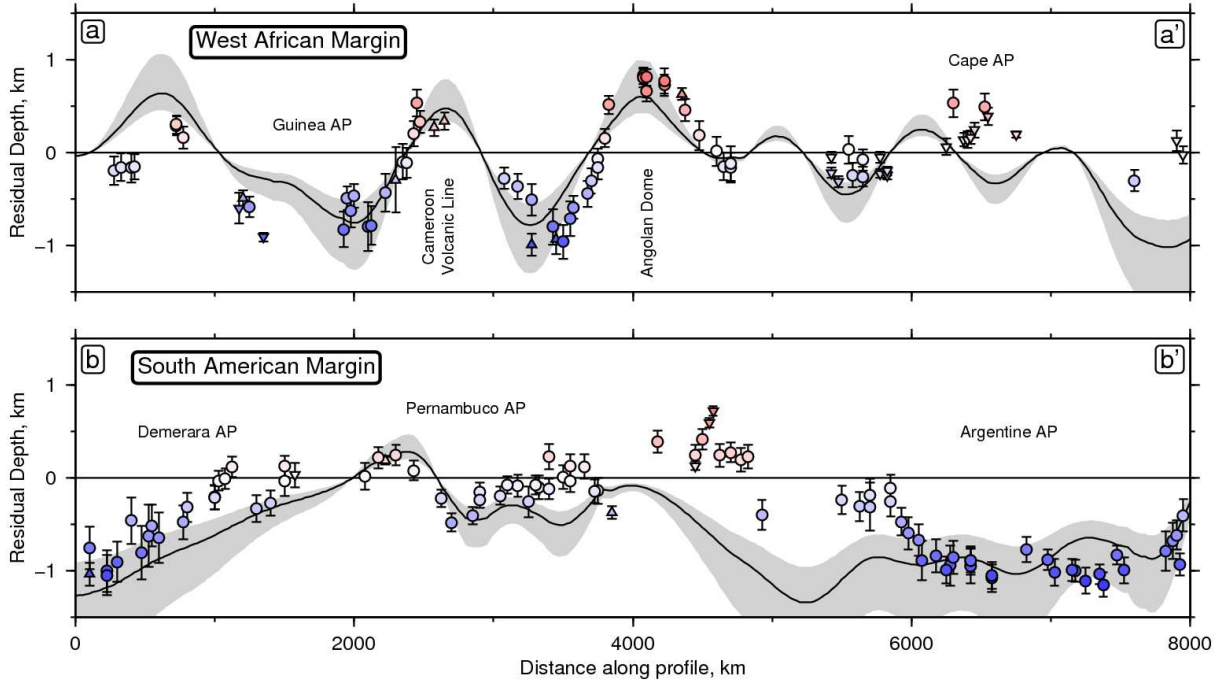 a
West African Margin
a'
Cape AP
Guinea AP
Cameroon
Volcanic Line
Angolan Dome
Residual Depth, km
1
0
−1
b
South American Margin
b'
Pernambuco AP
Demerara AP
Argentine AP
Residual Depth, km
1
0
−1
0
2000
4000
6000
8000
Distance along profile, km